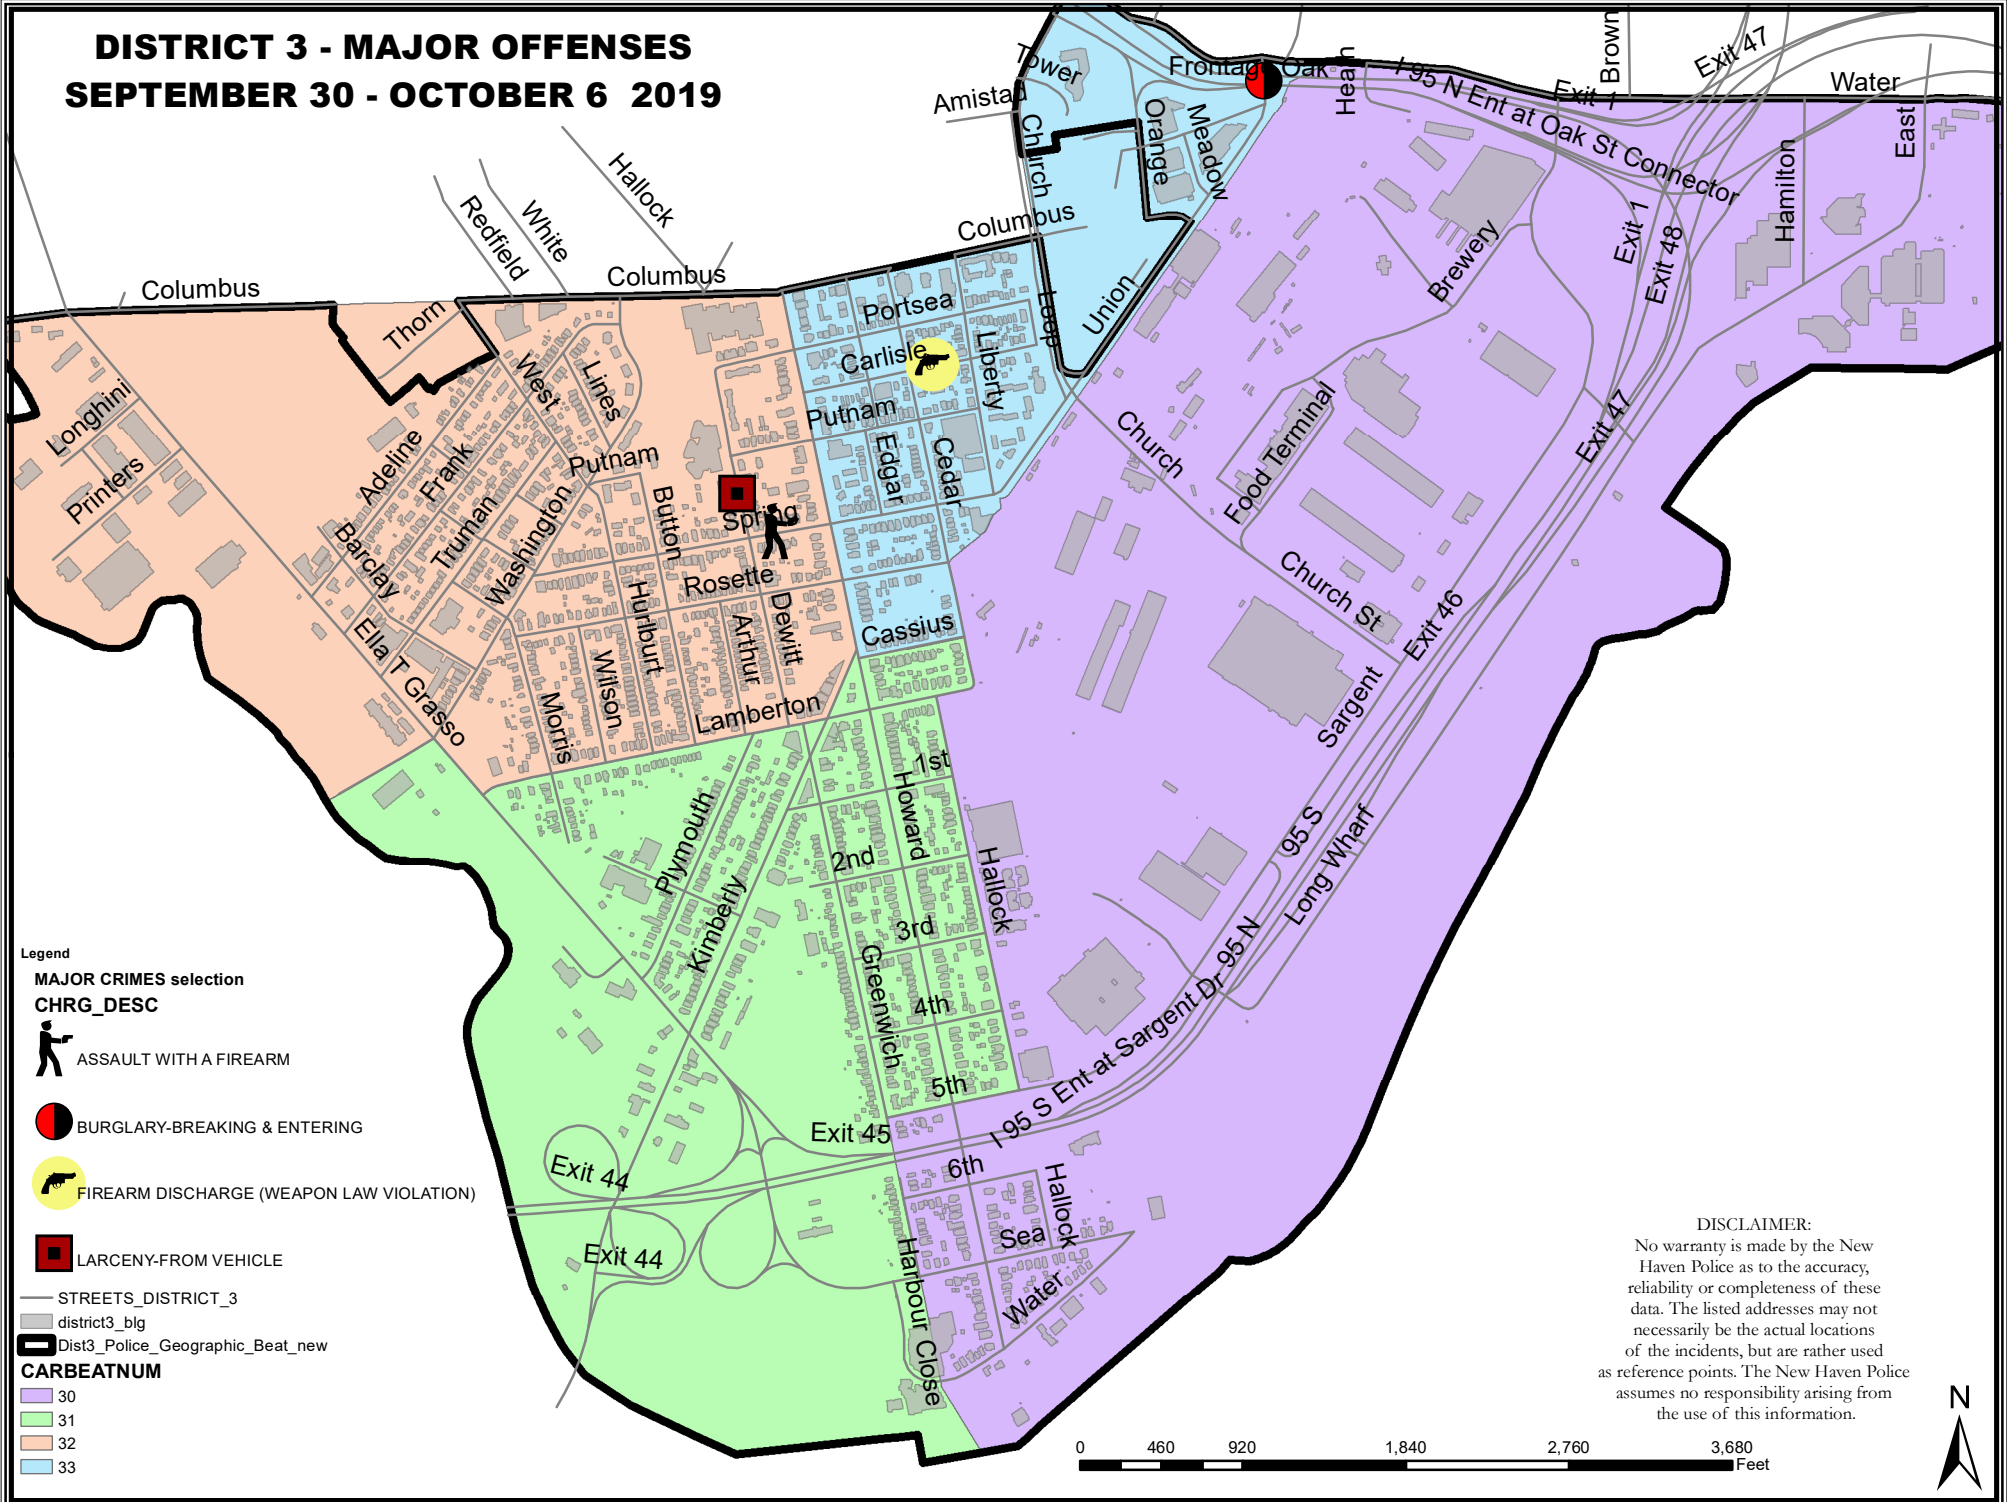 DISTRICT 3 - MAJOR OFFENSES
SEPTEMBER 30 - OCTOBER 6 2019
Tower
Amistad
Church
Frontage
Oak
Heath
I 95 N Ent at Oak St Connector
Exit 1
Brown
Exit 47
Water
East
Hamilton
Orange
Meadow
Hallock
White
Redfield
Columbus
Columbus
Columbus
Thorn
Portsea
Carlisle
Liberty
Loop
Union
Brewery
Exit 1
Exit 48
Longhini
Printers
West
Lines
Adeline
Frank
Truman
Washington
Barclay
Putnam
Putnam
Edgar
Cedar
Button
Spring
Church
Food Terminal
Exit 47
Rosette
Hurlburt
Arthur
Dewitt
Cassius
Church St
Exit 46
Sargent
Ella T Grasso
Morris
Wilson
Lamberton
1st
Howard
Plymouth
2nd
Kimberly
Hallock
3rd
Greenwich
4th
5th
95 S
Long Wharf
95 N
I 95 S Ent at Sargent Dr
Exit 45
Exit 44
Exit 44
6th
Hallock
Sea
Water
Harbour Close
Legend
MAJOR CRIMES selection
CHRG_DESC
ASSAULT WITH A FIREARM
BURGLARY-BREAKING & ENTERING
FIREARM DISCHARGE (WEAPON LAW VIOLATION)
LARCENY-FROM VEHICLE
STREETS_DISTRICT_3
district3_blg
Dist3_Police_Geographic_Beat_new
CARBEATNUM
30
31
32
33
DISCLAIMER:
No warranty is made by the New
Haven Police as to the accuracy,
reliability or completeness of these
data. The listed addresses may not
necessarily be the actual locations
of the incidents, but are rather used
as reference points. The New Haven Police
assumes no responsibility arising from
the use of this information.
N
0 460 920 1,840 2,760 3,680
Feet